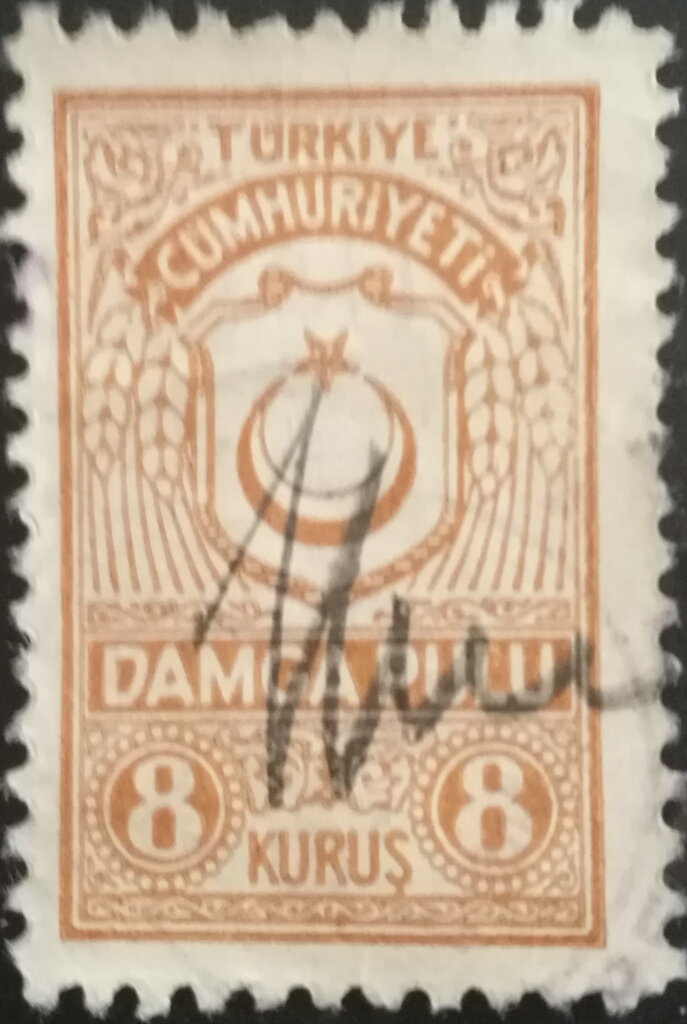 TÜRKİYE
CUMHURİYETİ
DAMGA PULU
8 8
KURUŞ